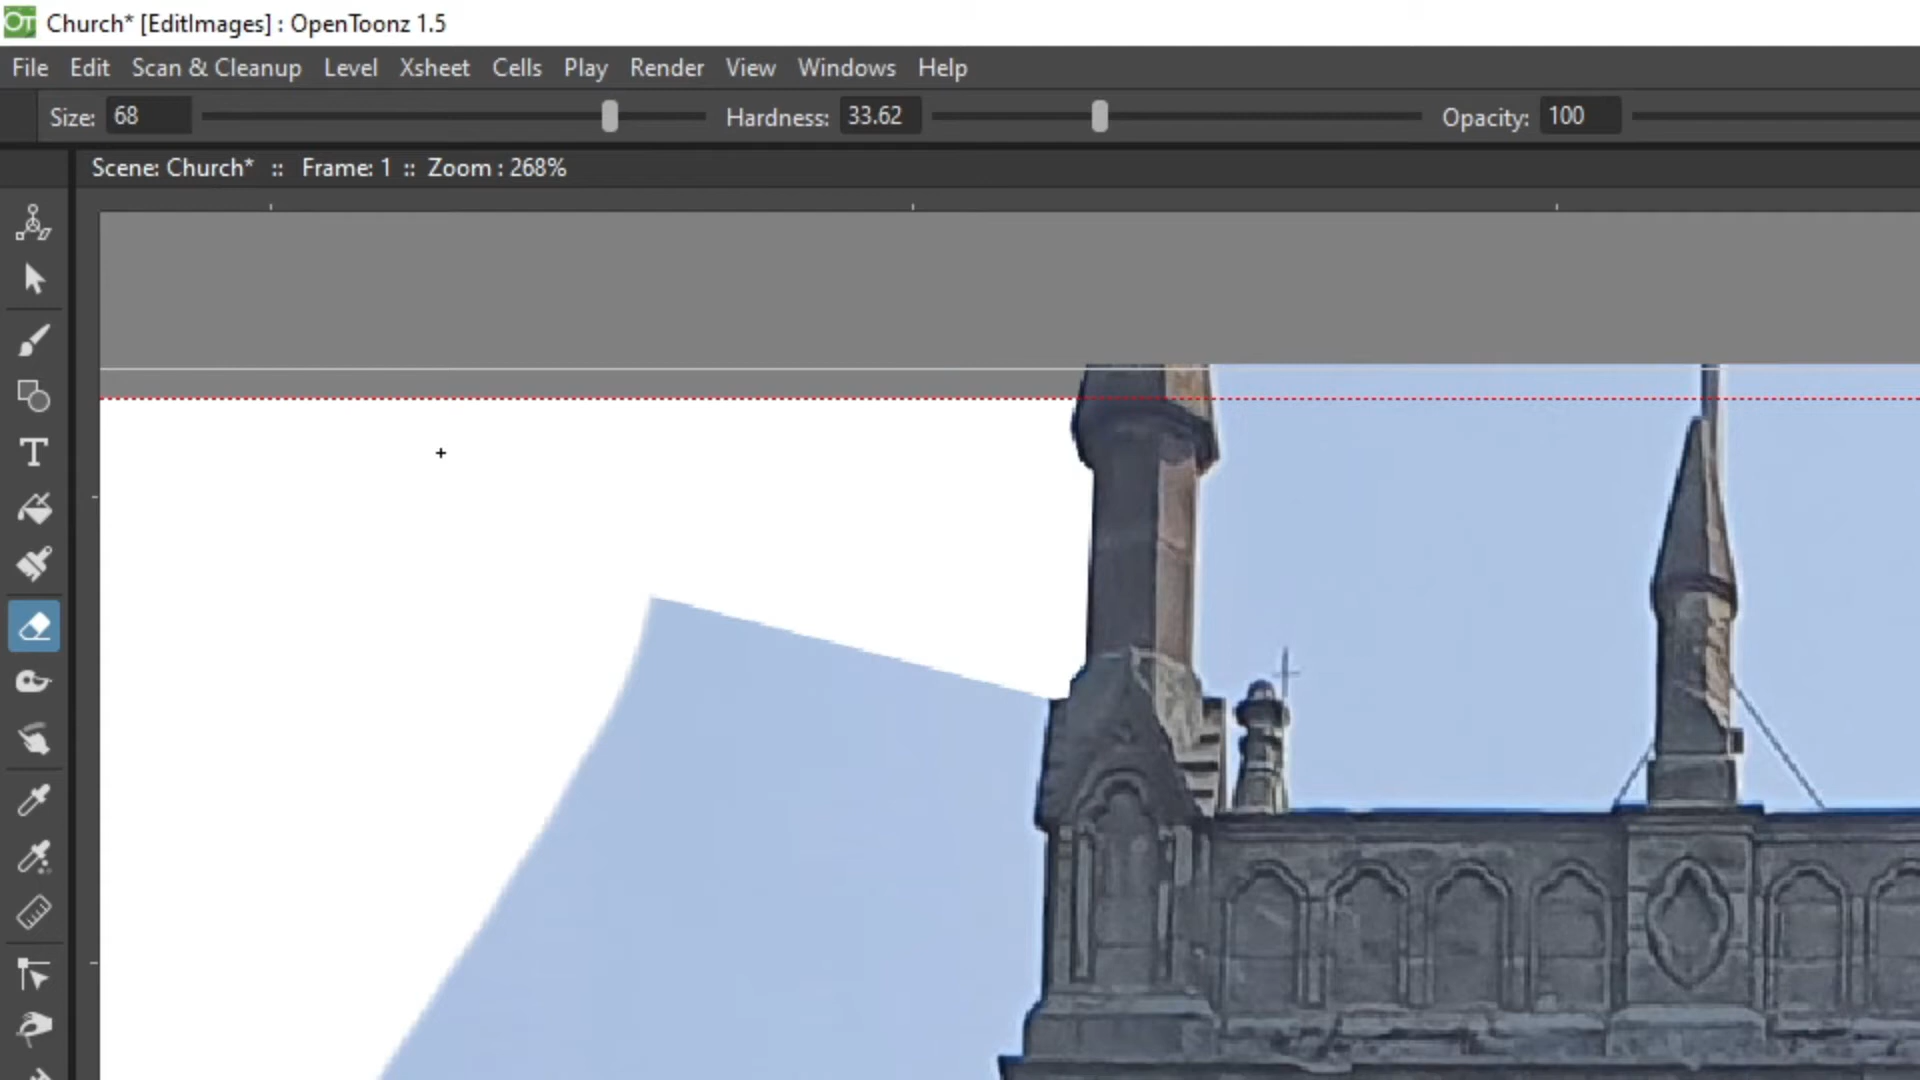 OT Church* [EditImages] : OpenToonz 1.5
File Edit Scan & Cleanup Level Xsheet Cells Play Render View Windows Help
Size: 68 Hardness: 33.62 Opacity: 100
Scene: Church* :: Frame: 1 :: Zoom : 268%
T